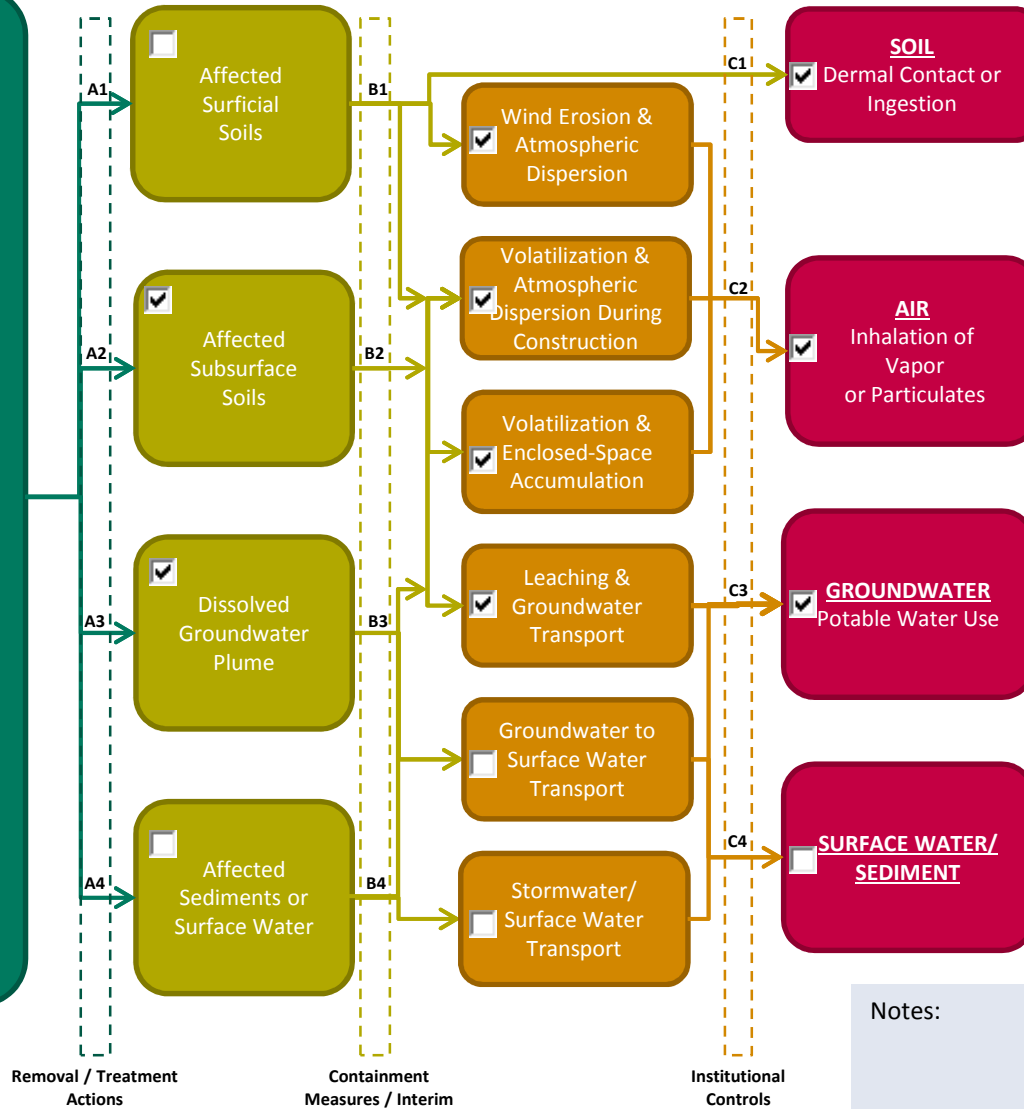 A1
Affected
Surficial
Soils
B1
C1
SOIL
Dermal Contact or
Ingestion
Wind Erosion &
Atmospheric
Dispersion
A2
Affected
Subsurface
Soils
B2
Volatilization &
Atmospheric
Dispersion During
Construction
C2
AIR
Inhalation of
Vapor
or Particulates
Volatilization &
Enclosed-Space
Accumulation
A3
Dissolved
Groundwater
Plume
B3
Leaching &
Groundwater
Transport
C3
GROUNDWATER
Potable Water Use
Groundwater to
Surface Water
Transport
A4
Affected
Sediments or
Surface Water
B4
Stormwater/
Surface Water
Transport
C4
SURFACE WATER/
SEDIMENT
Notes:
Removal / Treatment
Actions
Containment
Measures / Interim
Institutional
Controls